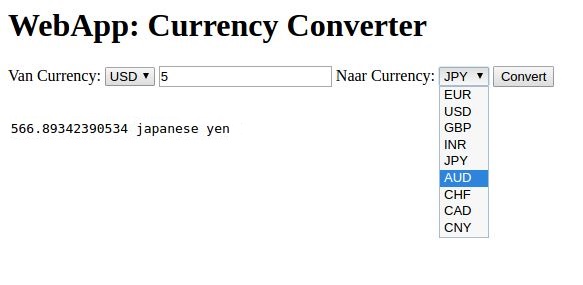 WebApp: Currency Converter
Van Currency: USD 5 Naar Currency: JPY Convert
EUR
USD
GBP
566.89342390534 japanese yen
INR
JPY
AUD
CHF
CAD
CNY